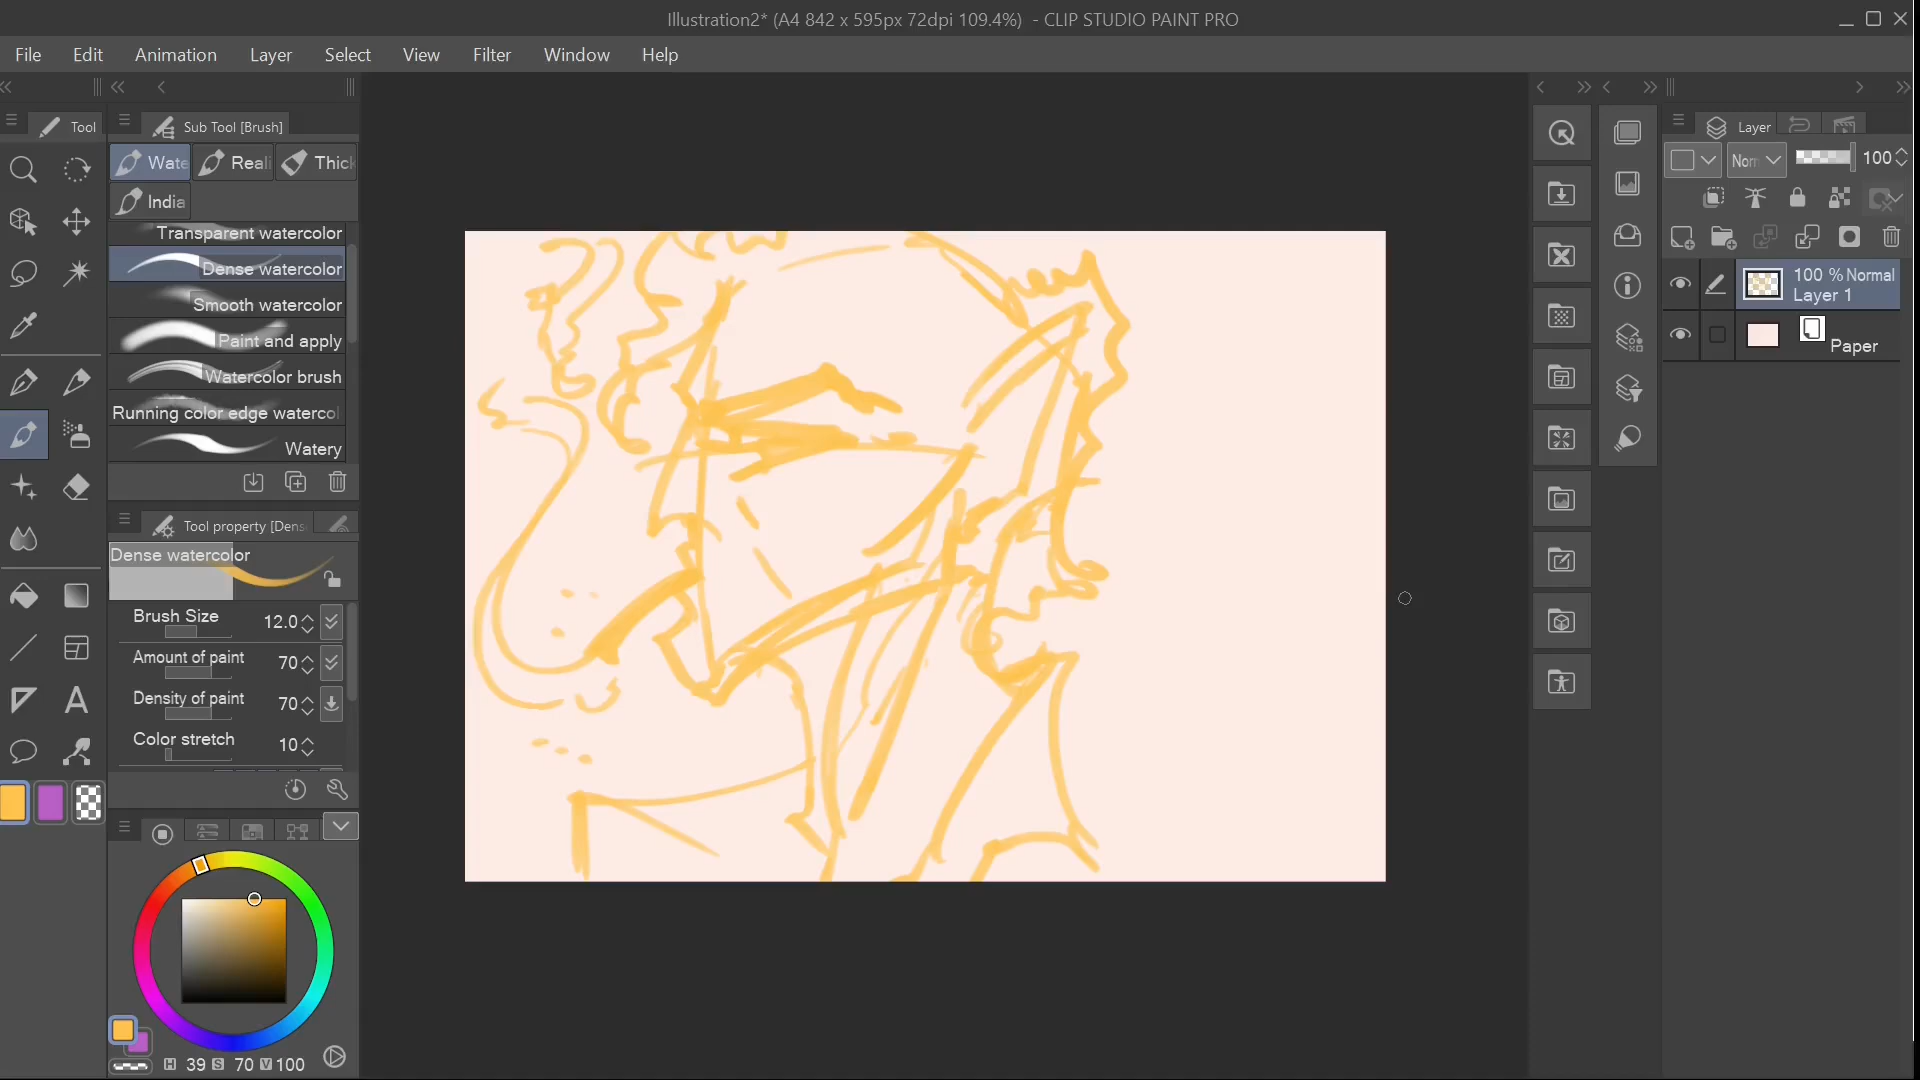 Illustration2* (A4 842 x 595px 72dpi 109.4%) - CLIP STUDIO PAINT PRO
File Edit Animation Layer Select View Filter Window Help
Tool
Sub Tool [Brush]
Wate Reali Thick
India
Transparent watercolor
Dense watercolor
Smooth watercolor
Paint and apply
Watercolor brush
Running color edge watercol
Watery
Tool property [Dens
Dense watercolor
Brush Size 12.0
Amount of paint 70
Density of paint 70
Color stretch 10
H 39 S 70 V 100
Layer
Norn 100
100 % Normal
Layer 1
Paper